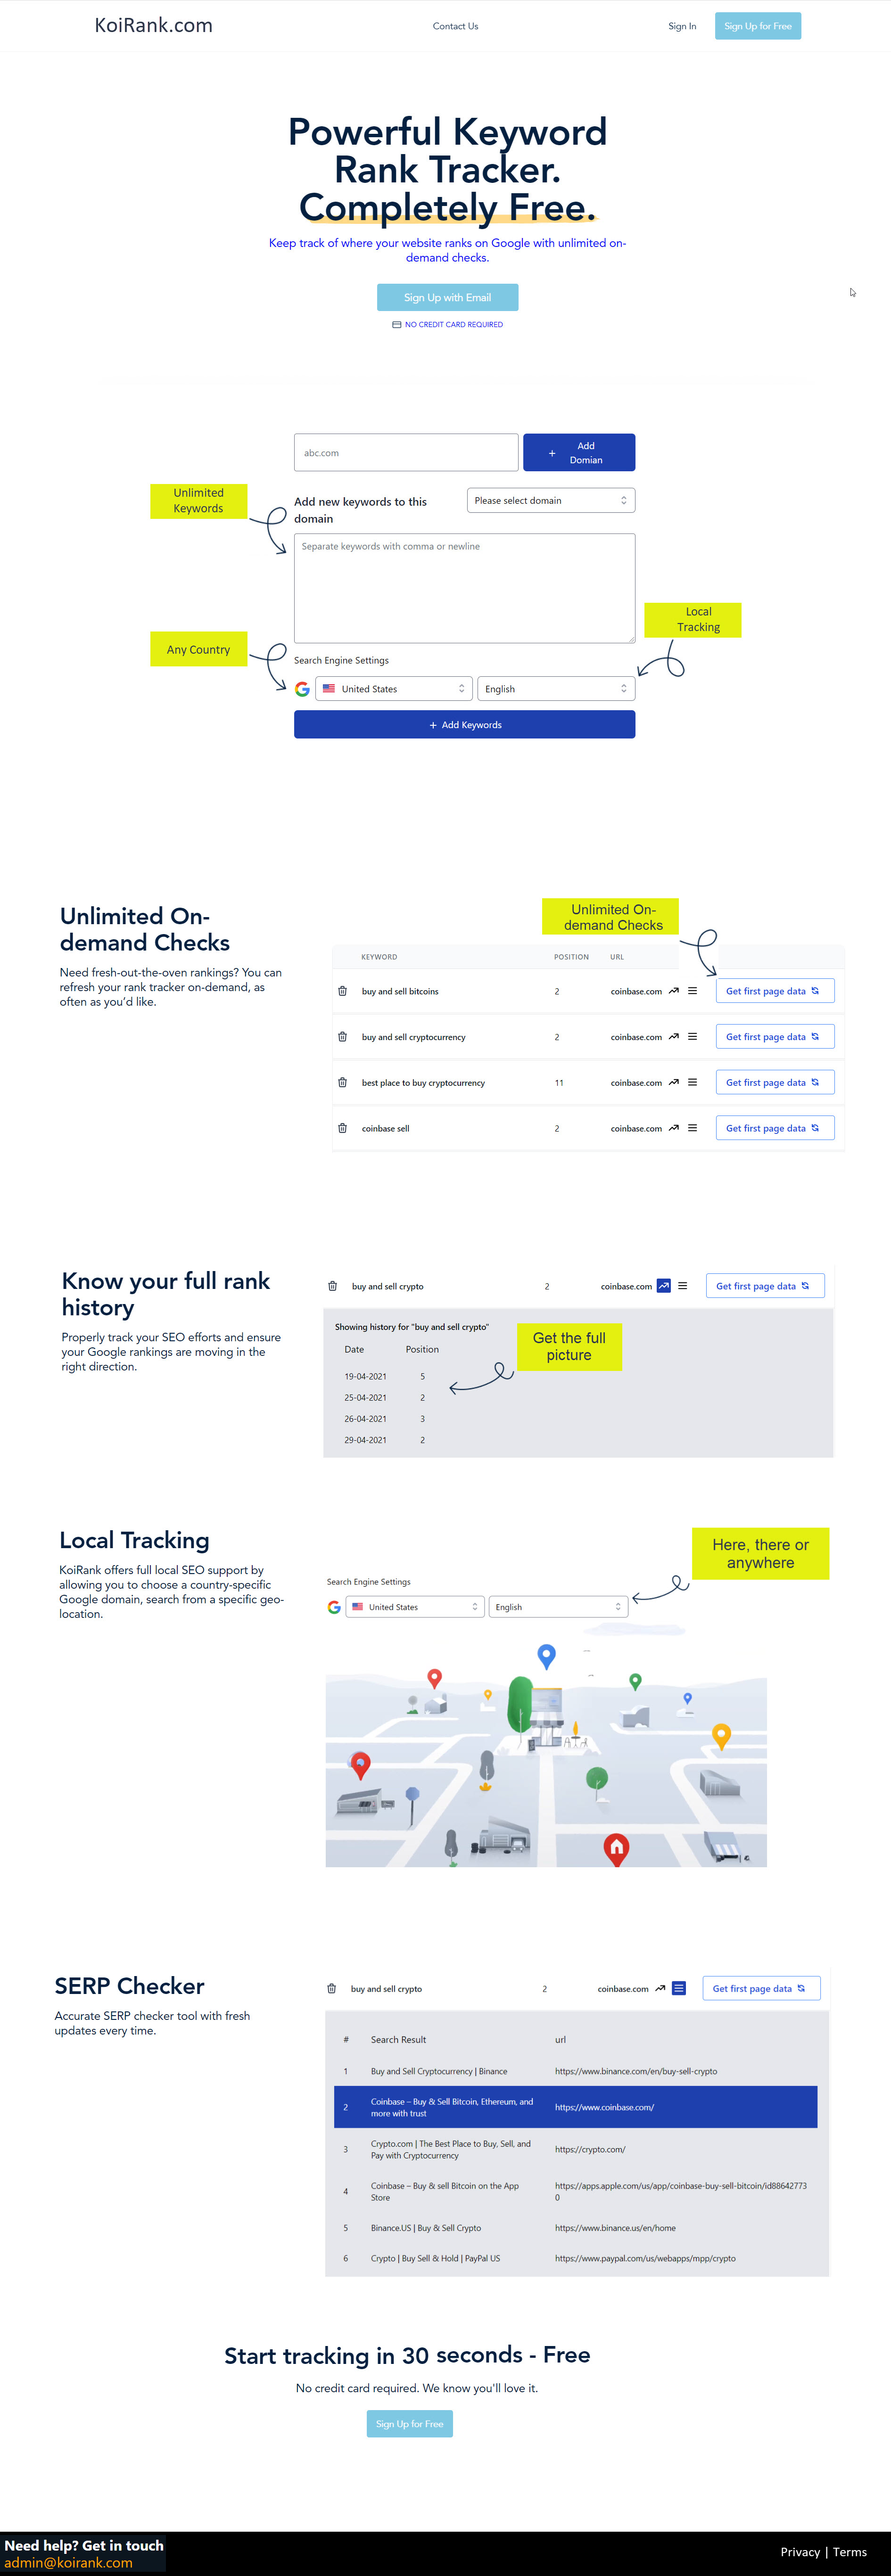 KoiRank.com
Contact Us
Sign In
Sign Up for Free
Powerful Keyword
Rank Tracker.
Completely Free.
Keep track of where your website ranks on Google with unlimited on-
demand checks.
Sign Up with Email
NO CREDIT CARD REQUIRED
abc.com
+ Add
Domian
Unlimited
Keywords
Add new keywords to this
domain
Please select domain
Separate keywords with comma or newline
Local
Tracking
Any Country
Search Engine Settings
United States
English
+ Add Keywords
Unlimited On-
demand Checks
Need fresh-out-the-oven rankings? You can
refresh your rank tracker on-demand, as
often as you'd like.
Unlimited On-
demand Checks
KEYWORD POSITION URL
buy and sell bitcoins 2 coinbase.com Get first page data
buy and sell cryptocurrency 2 coinbase.com Get first page data
best place to buy cryptocurrency 11 coinbase.com Get first page data
coinbase sell 2 coinbase.com Get first page data
Know your full rank
history
Properly track your SEO efforts and ensure
your Google rankings are moving in the
right direction.
buy and sell crypto 2 coinbase.com Get first page data
Showing history for "buy and sell crypto"
Get the full
picture
Date Position
19-04-2021 5
25-04-2021 2
26-04-2021 3
29-04-2021 2
Local Tracking
KoiRank offers full local SEO support by
allowing you to choose a country-specific
Google domain, search from a specific geo-
location.
Here, there or
anywhere
Search Engine Settings
United States
English
SERP Checker
Accurate SERP checker tool with fresh
updates every time.
buy and sell crypto 2 coinbase.com Get first page data
# Search Result url
1 Buy and Sell Cryptocurrency | Binance https://www.binance.com/en/buy-sell-crypto
2 Coinbase – Buy & Sell Bitcoin, Ethereum, and
more with trust https://www.coinbase.com/
3 Crypto.com | The Best Place to Buy, Sell, and
Pay with Cryptocurrency https://crypto.com/
4 Coinbase – Buy & sell Bitcoin on the App
Store https://apps.apple.com/us/app/coinbase-buy-sell-bitcoin/id88642773
0
5 Binance.US | Buy & Sell Crypto https://www.binance.us/en/home
6 Crypto | Buy Sell & Hold | PayPal US https://www.paypal.com/us/webapps/mpp/crypto
Start tracking in 30 seconds - Free
No credit card required. We know you'll love it.
Sign Up for Free
Need help? Get in touch
admin@koirank.com
Privacy | Terms